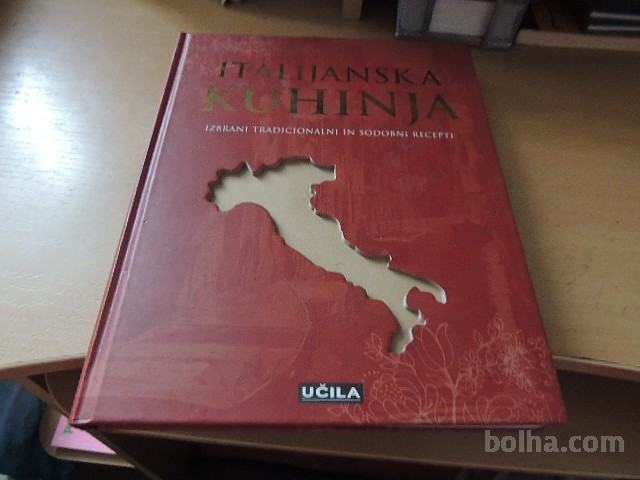 ITALIJANSKA
KUHINJA
IZBRANI TRADICIONALNI IN SODOBNI RECEPTI
UČILA
bolha.com